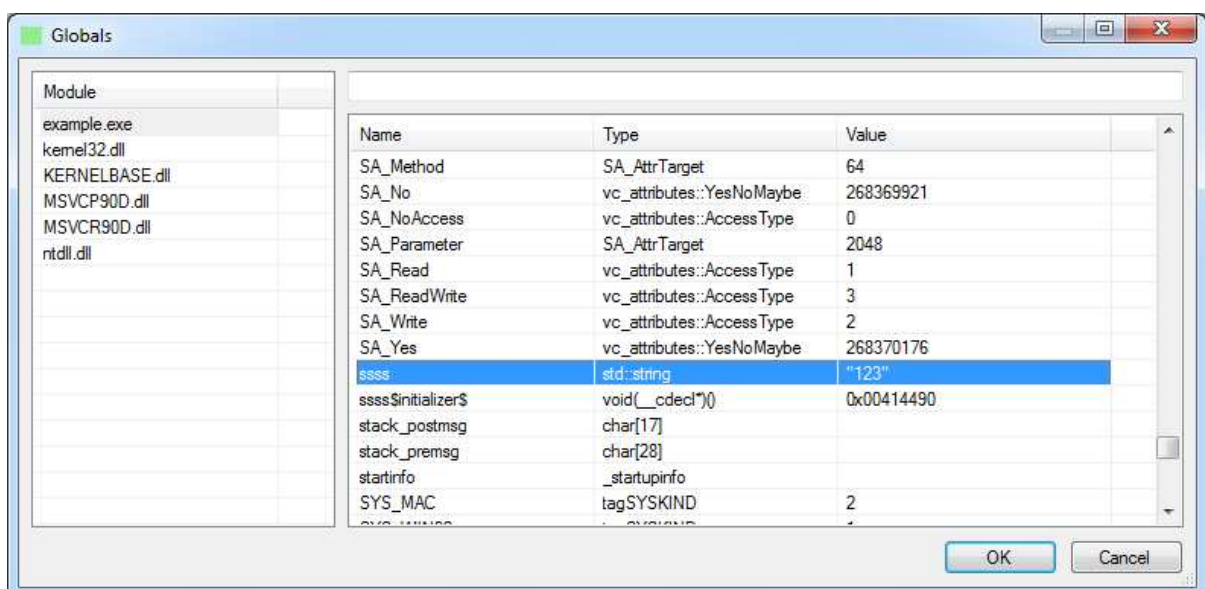 Globals
Module
example.exe
kernel32.dll
KERNELBASE.dll
MSVCP90D.dll
MSVCR90D.dll
ntdll.dll
Name Type Value
SA_Method SA_AttrTarget 64
SA_No vc_attributes::YesNoMaybe 268369921
SA_NoAccess vc_attributes::AccessType 0
SA_Parameter SA_AttrTarget 2048
SA_Read vc_attributes::AccessType 1
SA_ReadWrite vc_attributes::AccessType 3
SA_Write vc_attributes::AccessType 2
SA_Yes vc_attributes::YesNoMaybe 268370176
ssss std::string "123"
ssss$initializer$ void(__cdecl*)() 0x00414490
stack_postmsg char[17]
stack_premsg char[28]
startinfo _startupinfo
SYS_MAC tagSYSKIND 2
OK Cancel